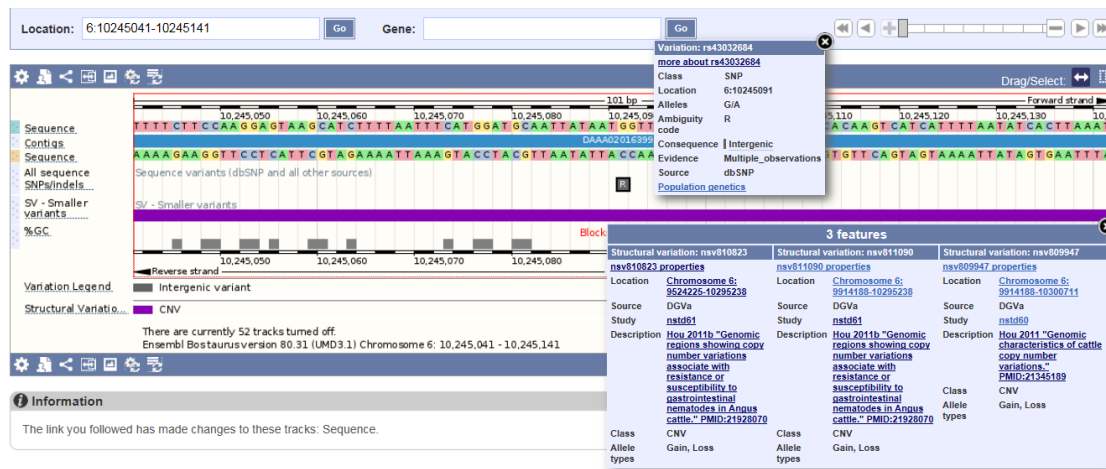 Location: 6:10245041-10245141 Go Gene: Go
Variation: rs43032684
more about rs43032684
Class SNP
Location 6:10245091
Alleles G/A
Ambiguity code R
Consequence Intergenic
Evidence Multiple_observations
Source dbSNP
Population genetics
Drag/Select:
101 bp Forward strand
10,245,050 10,245,060 10,245,070 10,245,080 10,245,130
Sequence
Contigs DAAA02016399
Sequence
All sequence SNPs/indels Sequence variants (dbSNP and all other sources)
R
SV - Smaller variants SV - Smaller variants
%GC
10,245,050 10,245,060 10,245,070 10,245,080
Reverse strand
Variation Legend Intergenic variant
Structural Variatio... CNV
There are currently 52 tracks turned off.
Ensembl Bos taurus version 80.31 (UMD3.1) Chromosome 6: 10,245,041 - 10,245,141
3 features
Structural variation: nsv810823
nsv810823 properties
Location Chromosome 6:
9524225-10295238
Source DGVa
Study nstd61
Description Hou 2011b "Genomic
regions showing copy
number variations
associate with
resistance or
susceptibility to
gastrointestinal
nematodes in Angus
cattle." PMID:21928070
Class CNV
Allele types Gain, Loss
Structural variation: nsv811090
nsv811090 properties
Location Chromosome 6:
9914188-10295238
Source DGVa
Study nstd61
Description Hou 2011b "Genomic
regions showing copy
number variations
associate with
resistance or
susceptibility to
gastrointestinal
nematodes in Angus
cattle." PMID:21928070
Class CNV
Allele types Gain, Loss
Structural variation: nsv809947
nsv809947 properties
Location Chromosome 6:
9914188-10300711
Source DGVa
Study nstd60
Description Hou 2011 "Genomic
characteristics of cattle
copy number
variations."
PMID:21345189
Class CNV
Allele types Gain, Loss
Information
The link you followed has made changes to these tracks: Sequence.